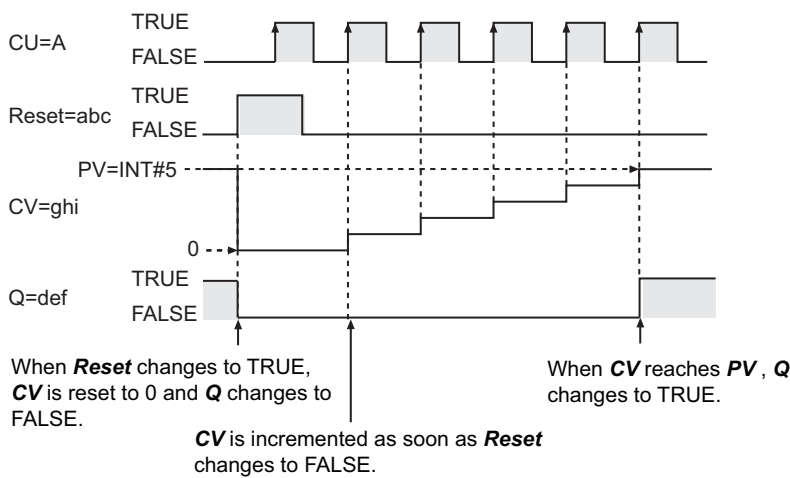 TRUE
CU=A
FALSE
TRUE
Reset=abc
FALSE
PV=INT#5
CV=ghi
0
TRUE
Q=def
FALSE
When Reset changes to TRUE,
CV is reset to 0 and Q changes to
FALSE.
CV is incremented as soon as Reset
changes to FALSE.
When CV reaches PV , Q
changes to TRUE.